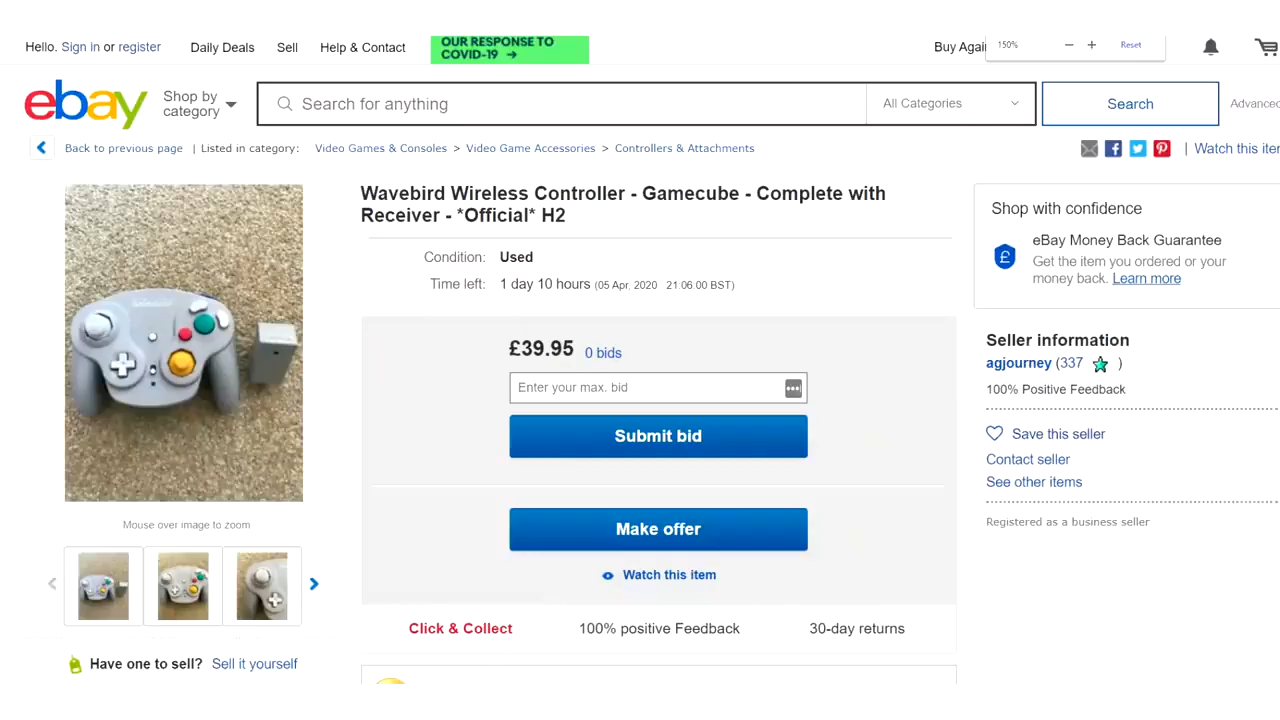 Hello. Sign in or register
Daily Deals
Sell
Help & Contact
OUR RESPONSE TO
COVID-19 →
Buy Again
150%
− +
Reset
ebay
Shop by
category
Search for anything
All Categories
Search
Advanced
Back to previous page | Listed in category: Video Games & Consoles > Video Game Accessories > Controllers & Attachments
| Watch this item
Wavebird Wireless Controller - Gamecube - Complete with
Receiver - *Official* H2
Condition: Used
Time left: 1 day 10 hours (05 Apr, 2020 21:06:00 BST)
£39.95 0 bids
Enter your max. bid
Submit bid
Make offer
Watch this item
Click & Collect
100% positive Feedback
30-day returns
Mouse over image to zoom
Have one to sell? Sell it yourself
Shop with confidence
eBay Money Back Guarantee
Get the item you ordered or your
money back. Learn more
Seller information
agjourney (337 )
100% Positive Feedback
Save this seller
Contact seller
See other items
Registered as a business seller